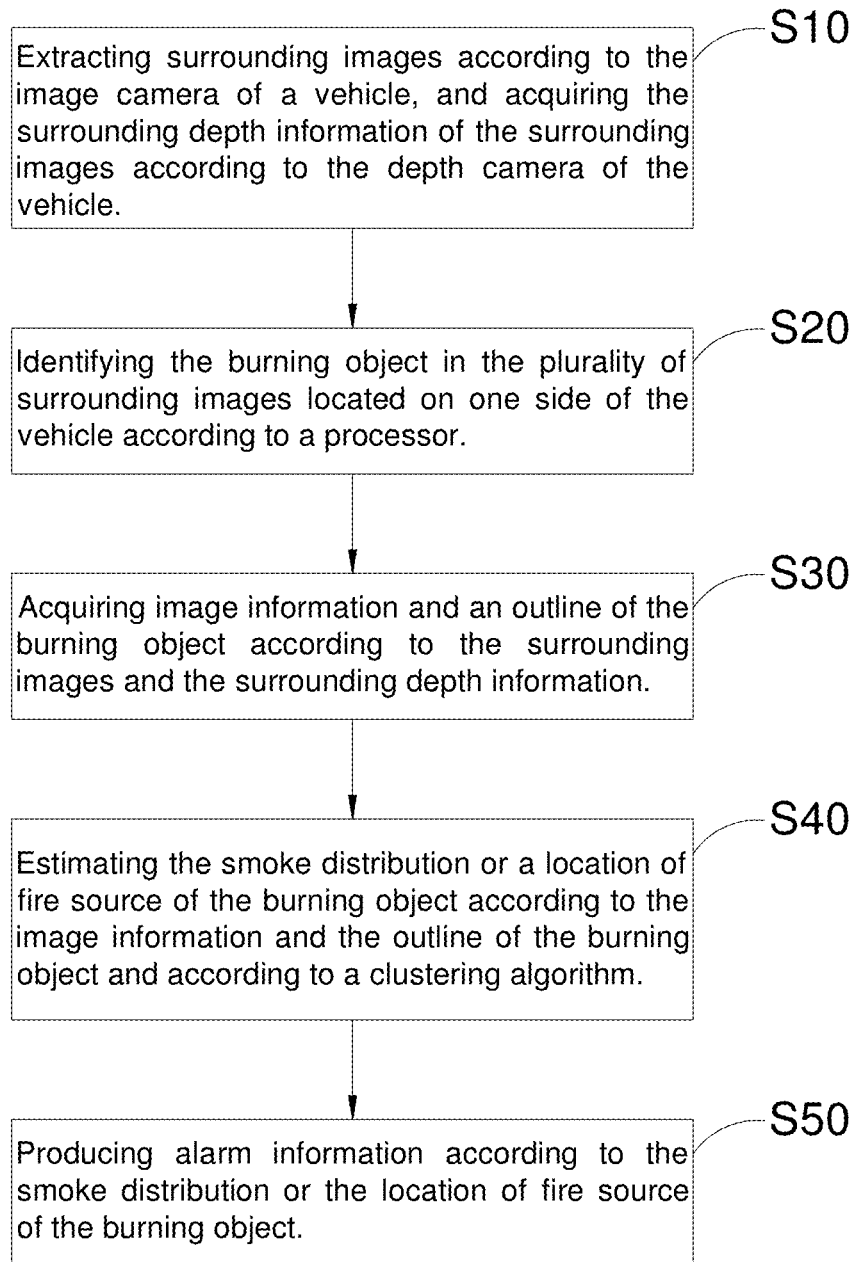 S10
Extracting surrounding images according to the
image camera of a vehicle, and acquiring the
surrounding depth information of the surrounding
images according to the depth camera of the
vehicle.
S20
Identifying the burning object in the plurality of
surrounding images located on one side of the
vehicle according to a processor.
S30
Acquiring image information and an outline of the
burning object according to the surrounding
images and the surrounding depth information.
S40
Estimating the smoke distribution or a location of
fire source of the burning object according to the
image information and the outline of the burning
object and according to a clustering algorithm.
S50
Producing alarm information according to the
smoke distribution or the location of fire source
of the burning object.